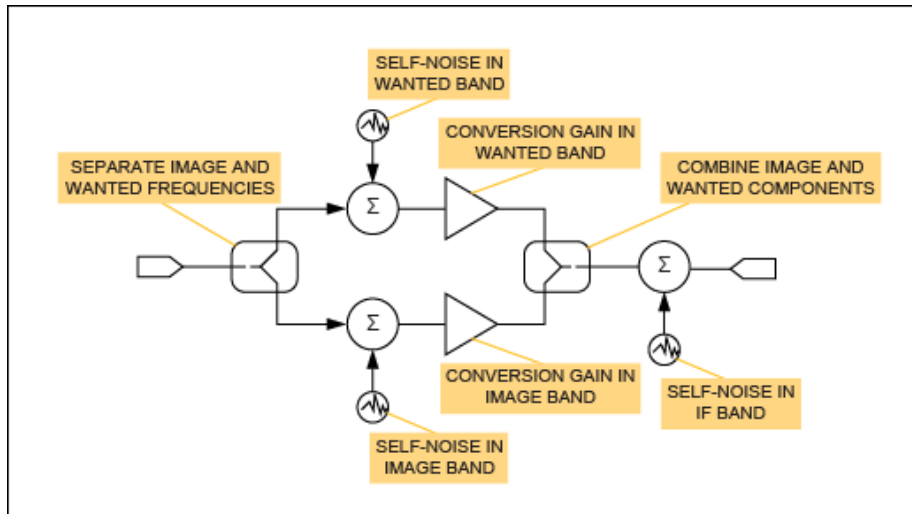 SELF-NOISE IN
WANTED BAND
CONVERSION GAIN IN
WANTED BAND
SEPARATE IMAGE AND
WANTED FREQUENCIES
COMBINE IMAGE AND
WANTED COMPONENTS
Σ
Σ
Σ
CONVERSION GAIN IN
IMAGE BAND
SELF-NOISE IN
IF BAND
SELF-NOISE IN
IMAGE BAND